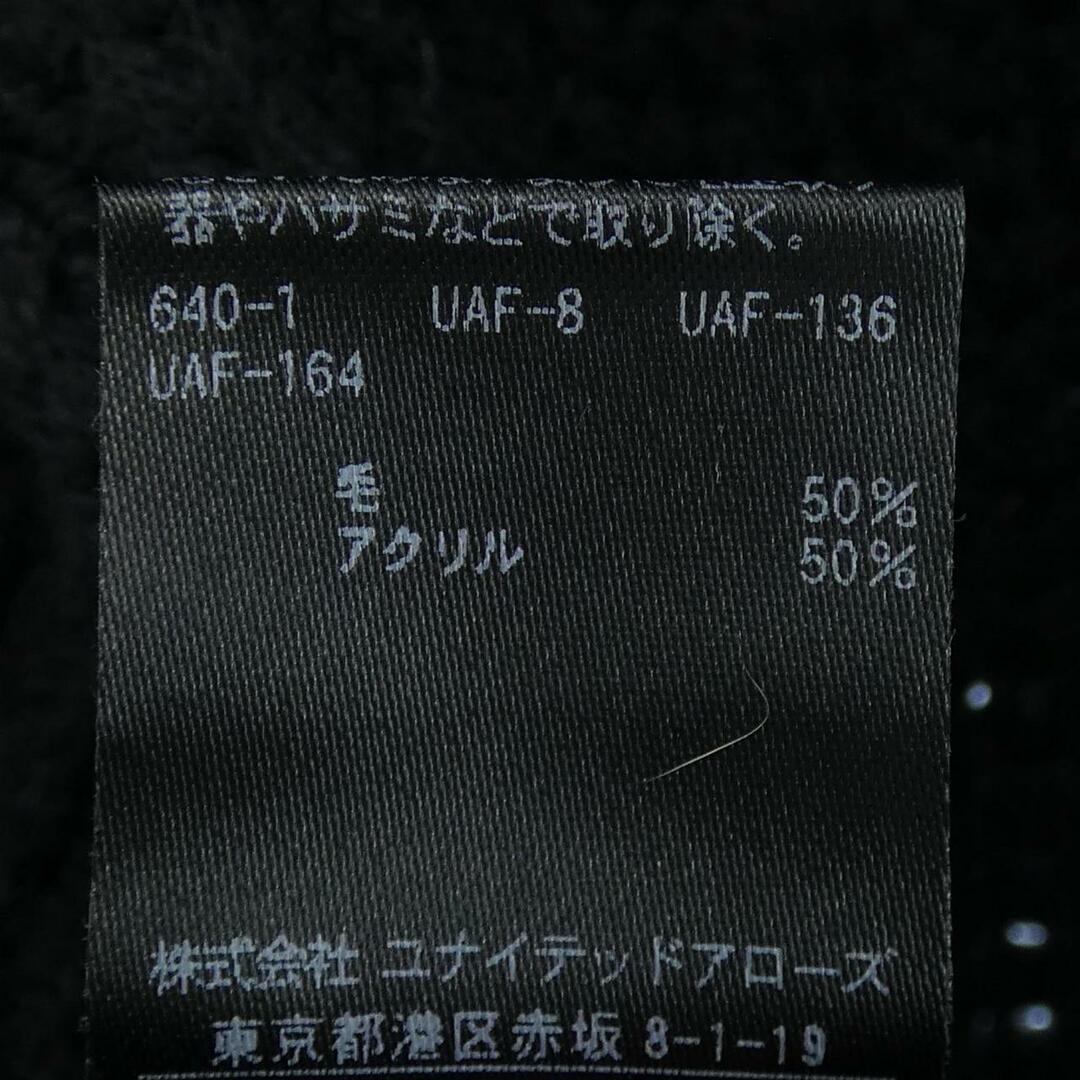 器やハサミなどで取り除く。
640-1 UAF-8 UAF-136
UAF-164
毛 50%
アクリル 50%
株式会社 ユナイテッドアローズ
東京都港区赤坂 8-1-19